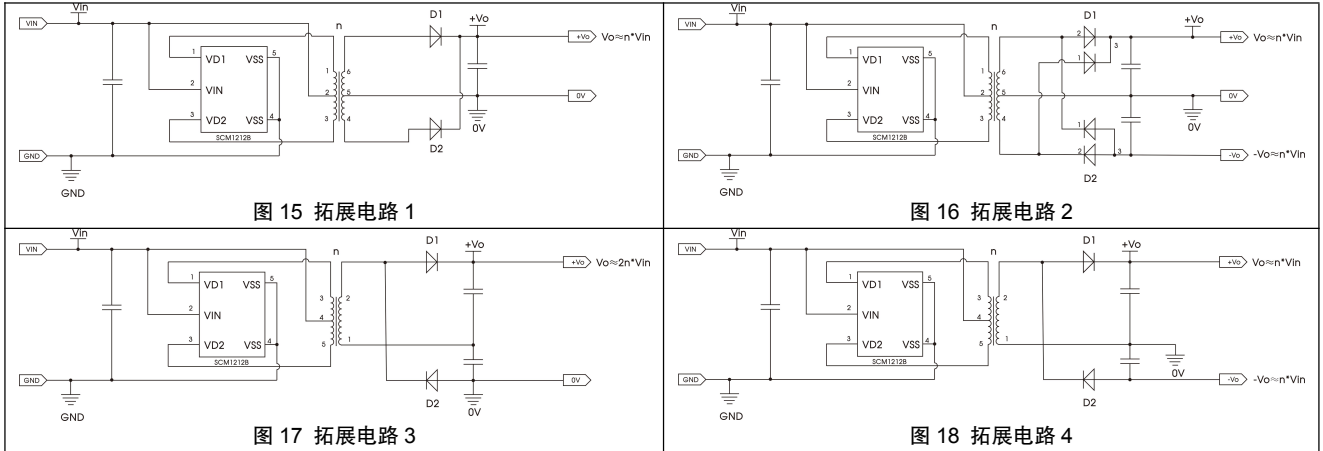 VIN
Vin
n
D1
+Vo
+Vo
Vo≈n*Vin
1
VD1
VSS
5
2
VIN
3
VD2
VSS
4
SCM1212B
1
2
3
6
5
4
0V
0V
D2
GND
GND
图 15 拓展电路 1
VIN
Vin
n
D1
+Vo
+Vo
Vo≈n*Vin
2
1
3
1
VD1
VSS
5
2
VIN
3
VD2
VSS
4
SCM1212B
1
2
3
6
5
4
0V
0V
1
2
3
D2
-Vo
-Vo≈n*Vin
GND
GND
图 16 拓展电路 2
VIN
Vin
n
D1
+Vo
+Vo
Vo≈2n*Vin
1
VD1
VSS
5
2
VIN
3
VD2
VSS
4
SCM1212B
3
4
5
2
1
D2
0V
0V
GND
GND
图 17 拓展电路 3
VIN
Vin
n
D1
+Vo
+Vo
Vo≈n*Vin
1
VD1
VSS
5
2
VIN
3
VD2
VSS
4
SCM1212B
3
4
5
2
1
0V
D2
-Vo
-Vo≈n*Vin
GND
GND
图 18 拓展电路 4